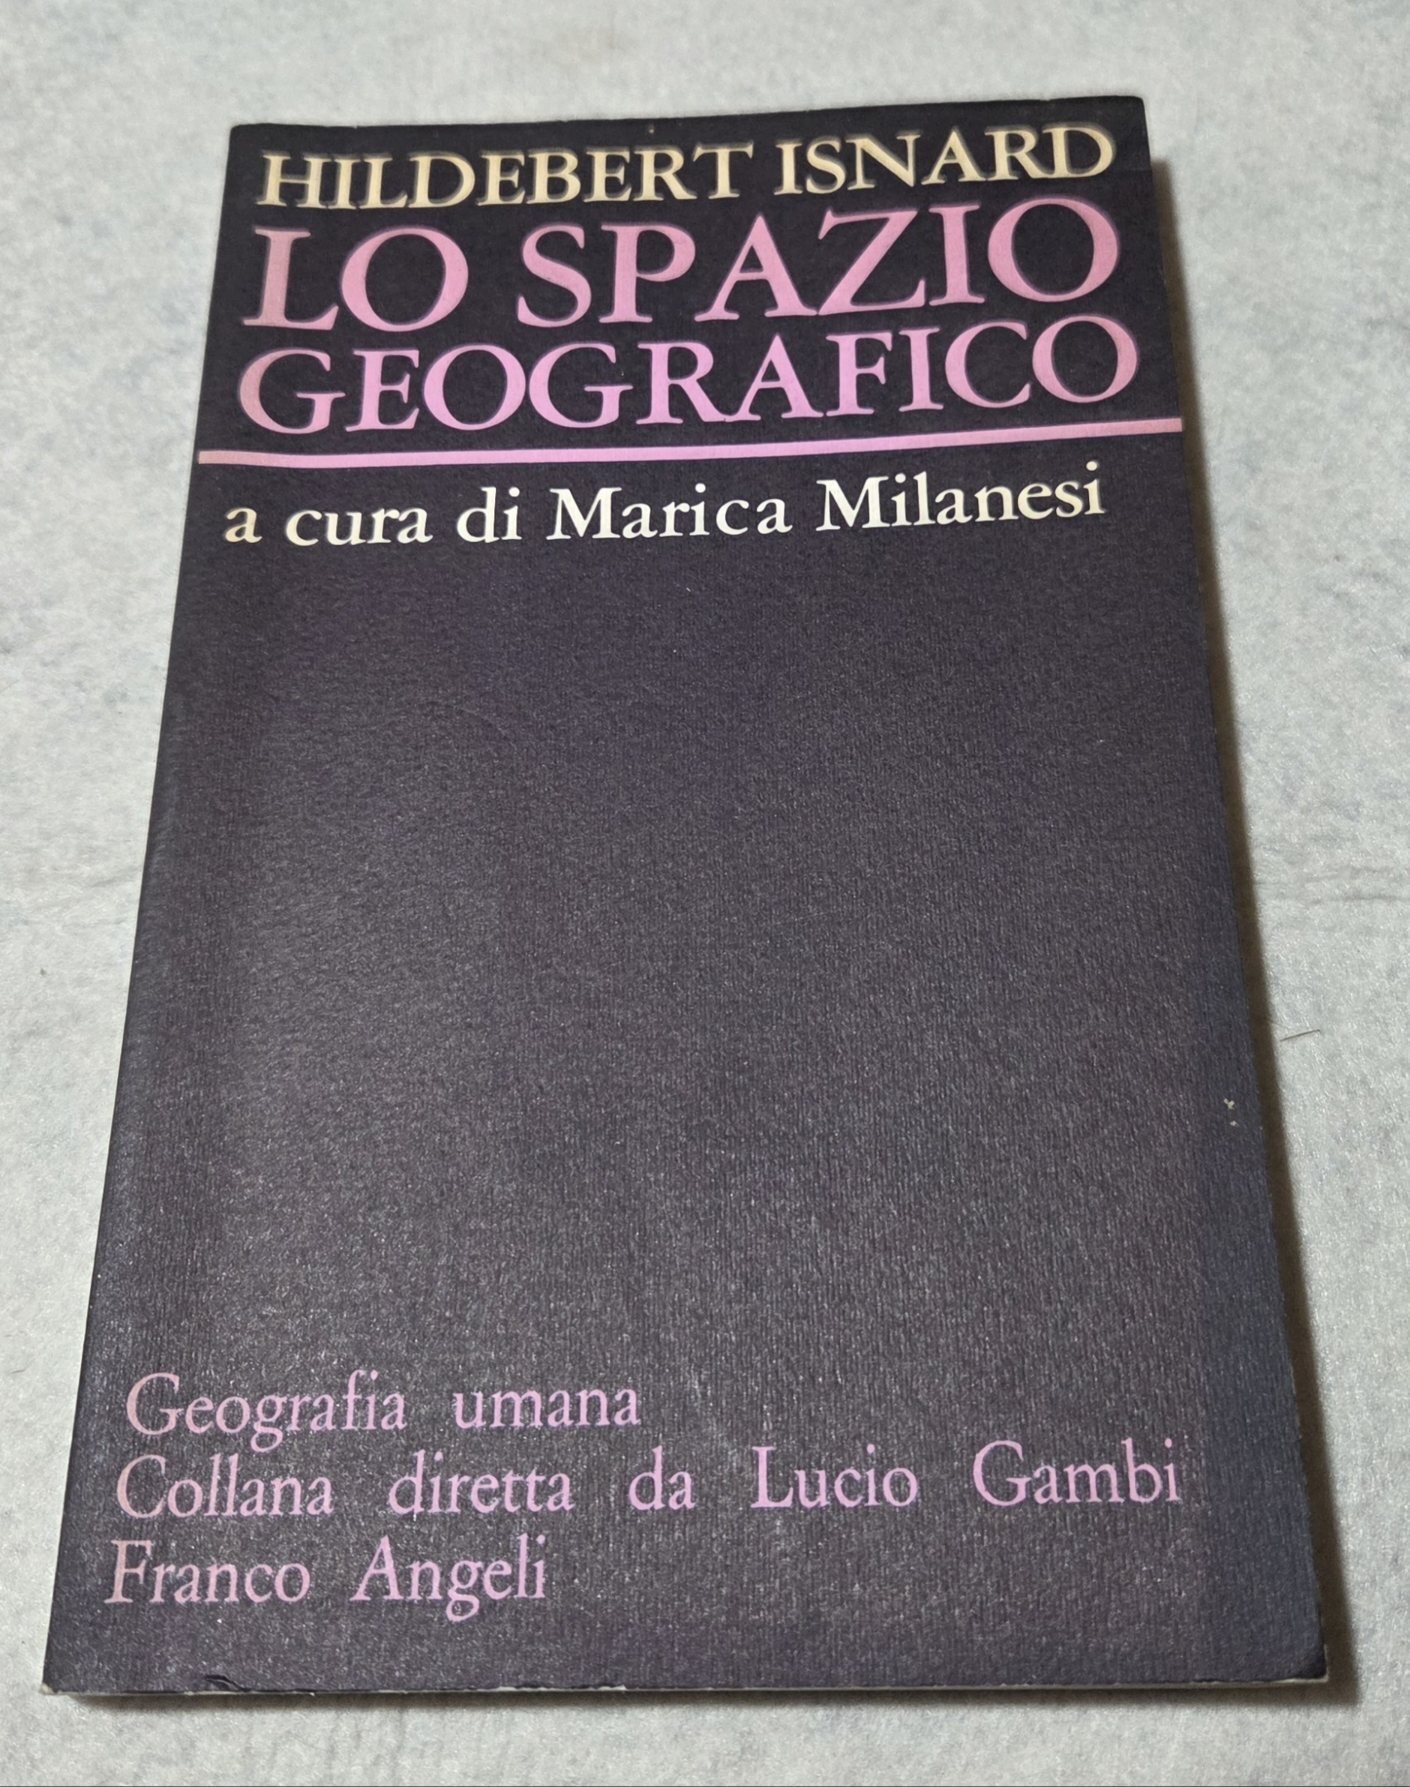 HILDEBERT ISNARD
LO SPAZIO
GEOGRAFICO
a cura di Marica Milanesi
Geografia umana
Collana diretta da Lucio Gambi
Franco Angeli